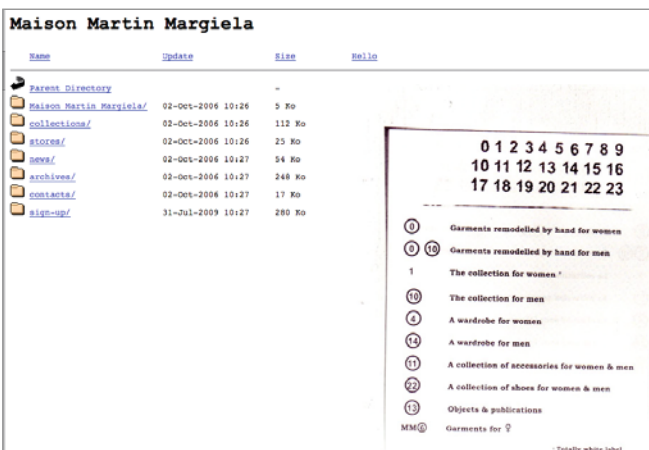 Maison Martin Margiela
Name Update Size Hello
Parent Directory -
Maison Martin Margiela/ 02-Oct-2006 10:26 5 Ko
collections/ 02-Oct-2006 10:26 112 Ko
stores/ 02-Oct-2006 10:26 25 Ko
news/ 02-Oct-2006 10:27 54 Ko
archives/ 02-Oct-2006 10:27 248 Ko
contacts/ 02-Oct-2006 10:27 17 Ko
sign-up/ 31-Jul-2009 10:27 280 Ko
0 1 2 3 4 5 6 7 8 9
10 11 12 13 14 15 16
17 18 19 20 21 22 23
0 Garments remodelled by hand for women
0 10 Garments remodelled by hand for men
1 The collection for women *
10 The collection for men
4 A wardrobe for women
14 A wardrobe for men
11 A collection of accessories for women & men
22 A collection of shoes for women & men
13 Objects & publications
MM6 Garments for ♀
* Totally white label